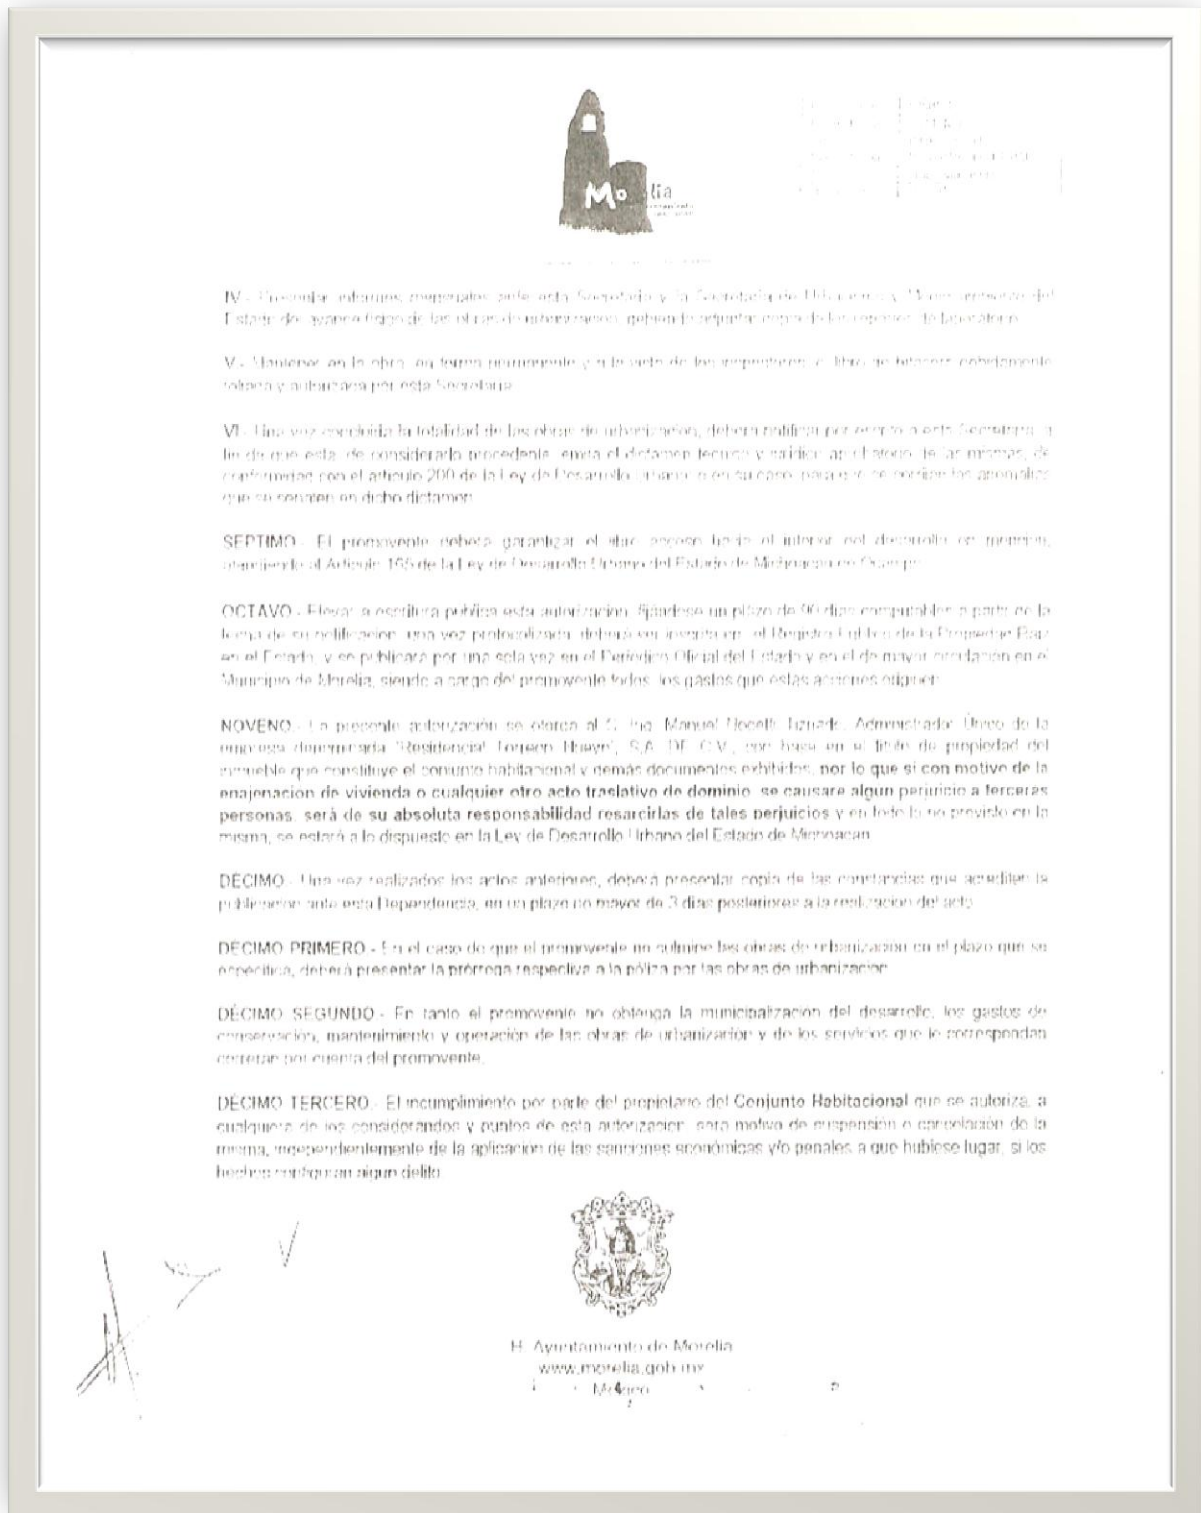 Morelia
IV.- Presentar informes mensuales ante esta Secretaría y la Secretaría de Urbanismo y Medio Ambiente del
Estado del avance físico de las obras de urbanización, debiendo adjuntar copia de los reportes de laboratorio.
V.- Mantener en la obra, en forma permanente y a la vista de los inspectores, el libro de bitácora debidamente
foliada y autorizada por esta Secretaría.
VI.- Una vez concluida la totalidad de las obras de urbanización, deberá notificar por escrito a esta Secretaría, a
fin de que esta, de considerarlo procedente, emita el dictamen técnico y jurídico aprobatorio de las mismas, de
conformidad con el artículo 200 de la Ley de Desarrollo Urbano, o en su caso, para que se corrijan las anomalías
que se señalen en dicho dictamen.
SEPTIMO.- El promovente deberá garantizar el libre acceso hacia el interior del desarrollo en mención,
atendiendo al Artículo de la Ley de Desarrollo Urbano del Estado de Michoacán de Ocampo.
OCTAVO.- Elevar a escritura pública esta autorización, fijándose un plazo de 90 días computables a partir de la
fecha de su notificación, una vez protocolizada, deberá ser inscrita en el Registro Público de la Propiedad Raíz
en el Estado, y se publicará por una sola vez en el Periódico Oficial del Estado y en el de mayor circulación en el
Municipio de Morelia, siendo a cargo del promovente todos los gastos que estas acciones originen.
NOVENO.- La presente autorización se otorga al C. Ing. Manuel Nocetti Tiznado, Administrador Único de la
empresa denominada "Residencial Torreón Nuevo", S.A. DE C.V., con base en el título de propiedad del
inmueble que constituye el conjunto habitacional y demás documentos exhibidos, por lo que si con motivo de la
enajenación de vivienda o cualquier otro acto traslativo de dominio, se causare algún perjuicio a terceras
personas, será de su absoluta responsabilidad resarcirlas de tales perjuicios y en todo lo no previsto en la
misma, se estará a lo dispuesto en la Ley de Desarrollo Urbano del Estado de Michoacán.
DÉCIMO.- Una vez realizados los actos anteriores, deberá presentar copia de las constancias que acrediten la
publicación ante esta Dependencia, en un plazo no mayor de 3 días posteriores a la realización del acto.
DÉCIMO PRIMERO.- En el caso de que el promovente no culmine las obras de urbanización en el plazo que se
especifica, deberá presentar la prórroga respectiva a la póliza por las obras de urbanización.
DÉCIMO SEGUNDO.- En tanto el promovente no obtenga la municipalización del desarrollo, los gastos de
conservación, mantenimiento y operación de las obras de urbanización y de los servicios que le correspondan
correrán por cuenta del promovente.
DÉCIMO TERCERO.- El incumplimiento por parte del propietario del Conjunto Habitacional que se autoriza, a
cualquiera de los considerandos y puntos de esta autorización, será motivo de suspensión o cancelación de la
misma, independientemente de la aplicación de las sanciones económicas y/o penales a que hubiese lugar, si los
hechos configuran algún delito.
H. Ayuntamiento de Morelia
www.morelia.gob.mx
México